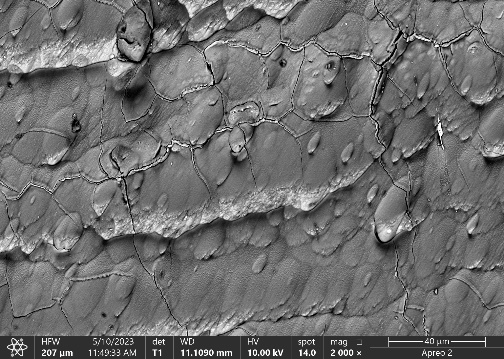 HFW 5/10/2023 det WD HV spot mag □ 40 µm
207 µm 11:49:33 AM T1 11.1090 mm 10.00 kV 14.0 2 000 × Apreo 2